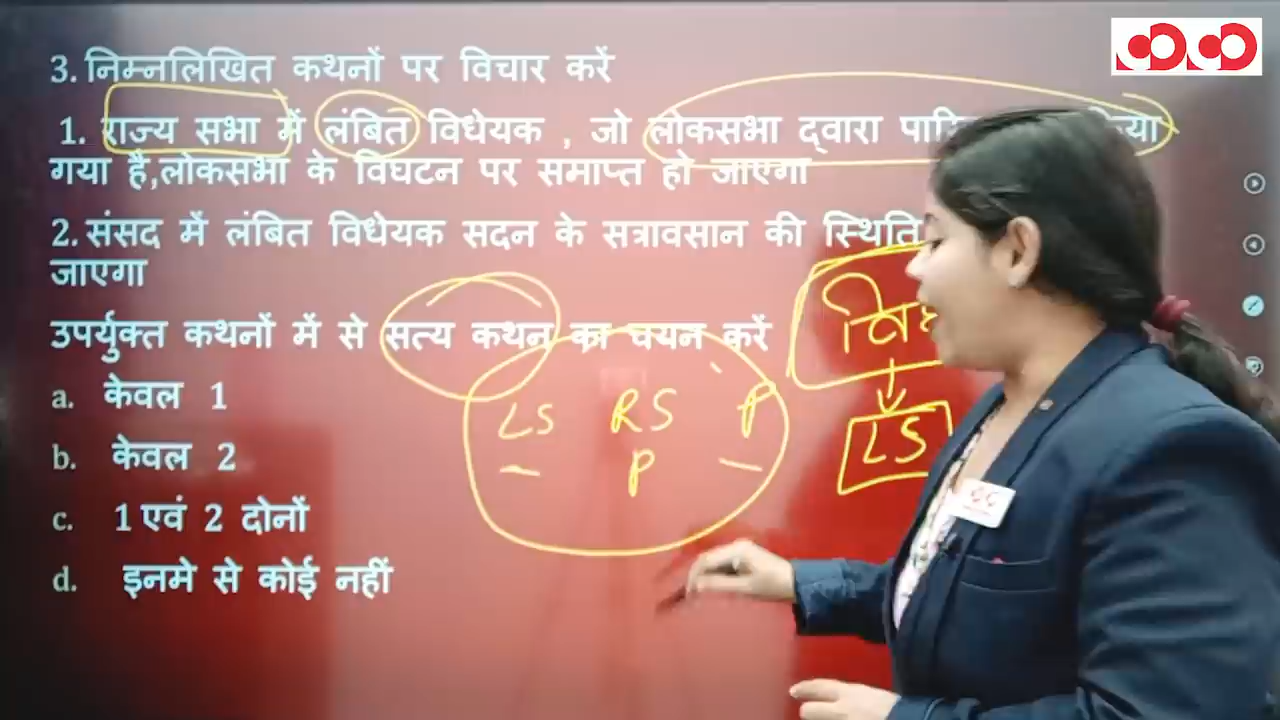 3. निम्नलिखित कथनों पर विचार करें
1. राज्य सभा में लंबित विधेयक , जो लोकसभा द्वारा
गया है,लोकसभा के विघटन पर समाप्त हो जाएगा
2. संसद में लंबित विधेयक सदन के सत्रावसान की स्थिति
जाएगा
उपर्युक्त कथनों में से सत्य कथन का चयन करें
a. केवल 1
b. केवल 2
LS RS P
P
LS
c. 1 एवं 2 दोनों
d. इनमे से कोई नहीं